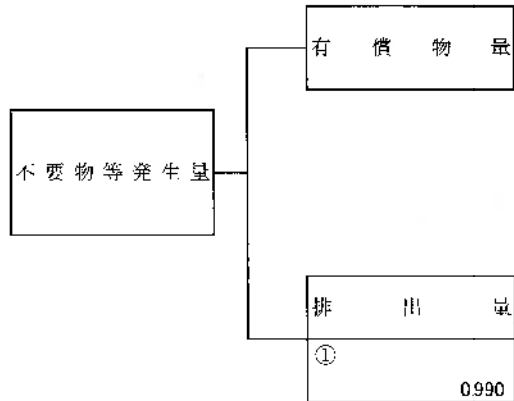 有償物量
不要物等発生量
排出量
①
0.990